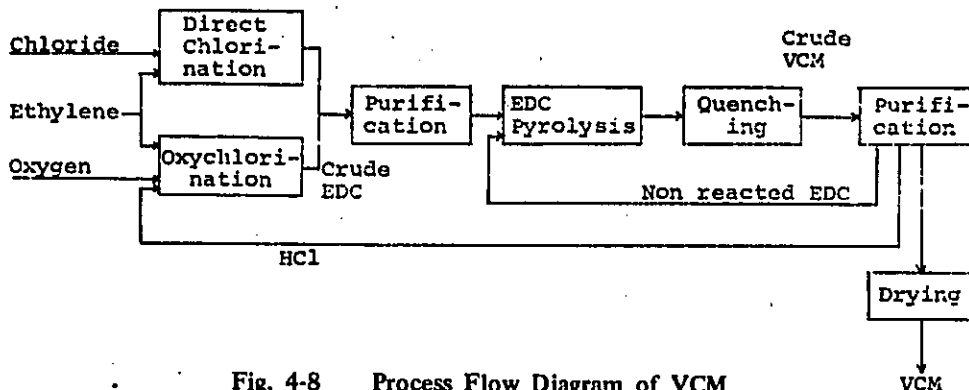 Chloride
Ethylene
Oxygen
Direct
Chlori-
nation
Oxychlori-
nation
Crude
EDC
Purifi-
cation
EDC
Pyrolysis
Quench-
ing
Crude
VCM
Purifi-
cation
Non reacted EDC
HCl
Drying
VCM
Fig. 4-8 Process Flow Diagram of VCM